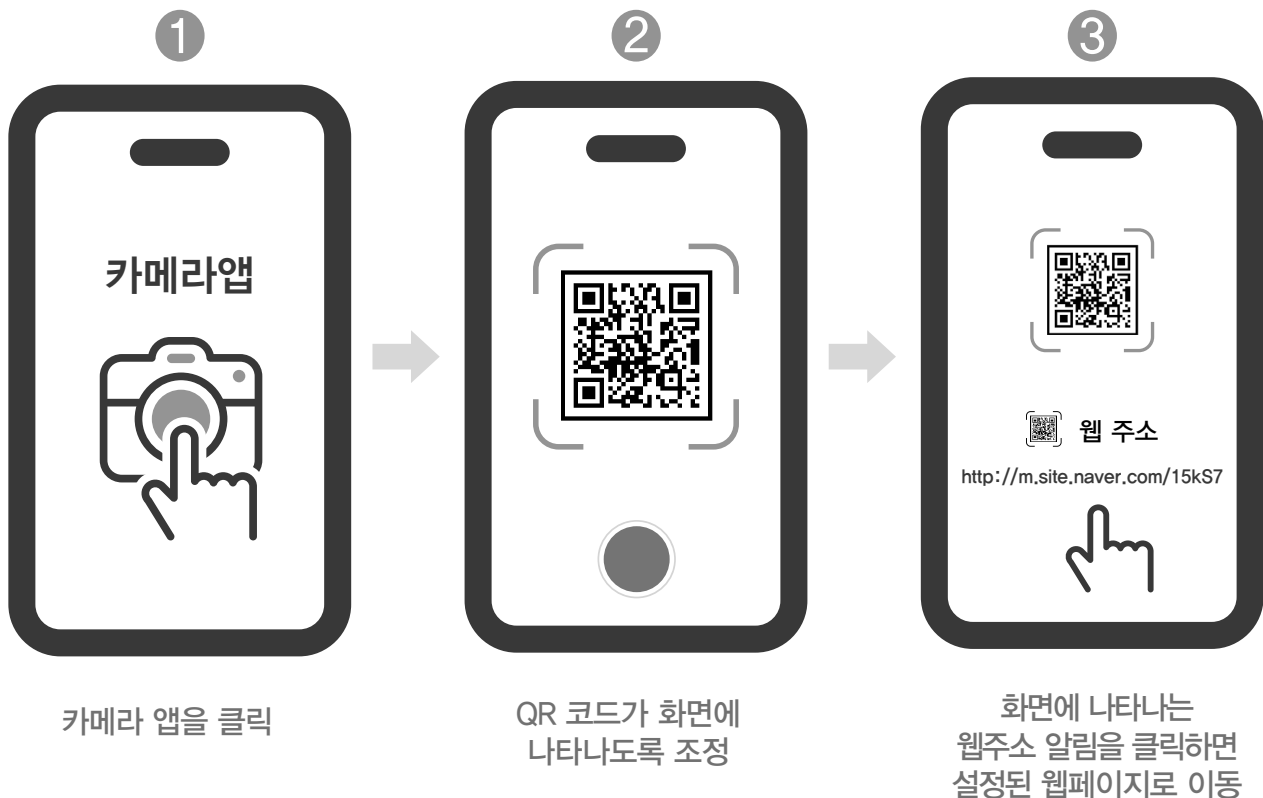 1
2
3
카메라앱
웹 주소
http://m.site.naver.com/15kS7
카메라 앱을 클릭
QR 코드가 화면에
나타나도록 조정
화면에 나타나는
웹주소 알림을 클릭하면
설정된 웹페이지로 이동